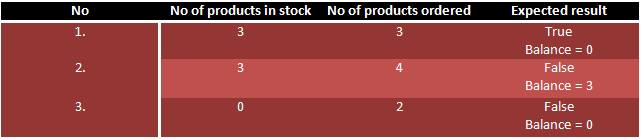 No No of products in stock No of products ordered Expected result
1. 3 3 True
Balance = 0
2. 3 4 False
Balance = 3
3. 0 2 False
Balance = 0